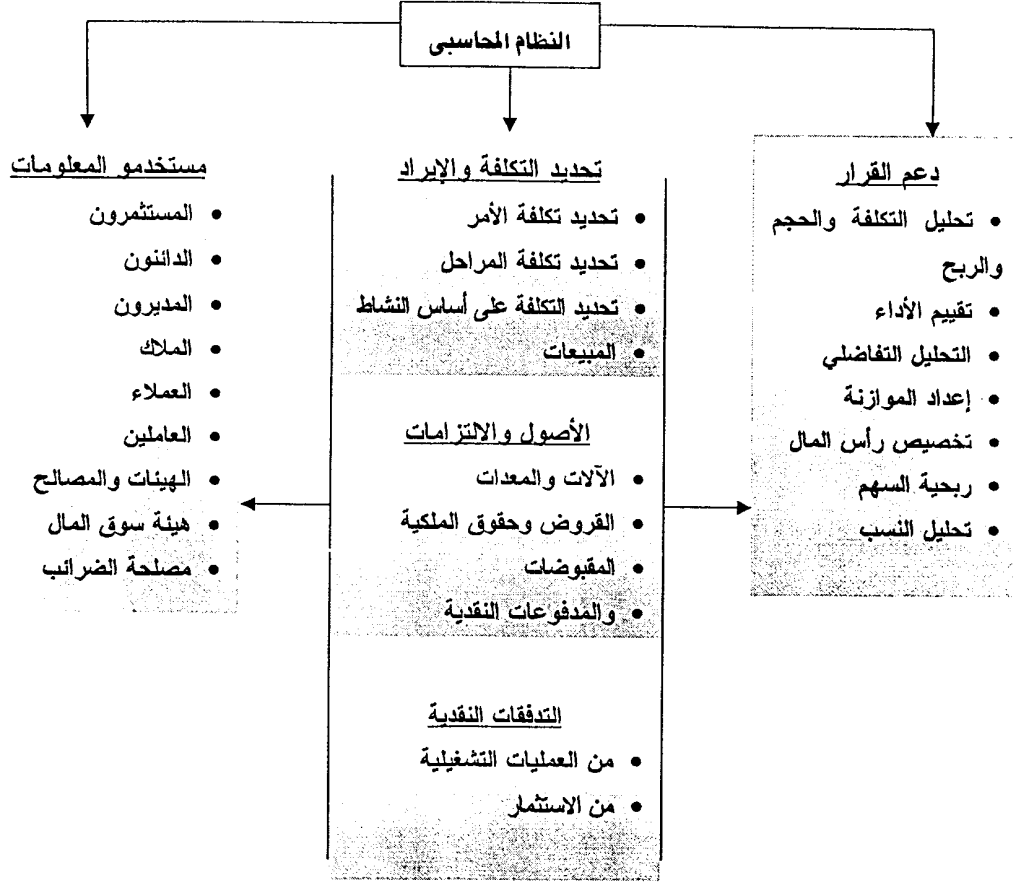 النظام المحاسبى
دعم القرار
• تحليل التكلفة والحجم
والربح
• تقييم الأداء
• التحليل التفاضلي
• إعداد الموازنة
• تخصيص رأس المال
• ربحية السهم
• تحليل النسب
تحديد التكلفة والإيراد
• تحديد تكلفة الأمر
• تحديد تكلفة المراحل
• تحديد التكلفة على أساس النشاط
• المبيعات
الأصول والالتزامات
• الآلات والمعدات
• القروض وحقوق الملكية
• المقبوضات
• والمدفوعات النقدية
التدفقات النقدية
• من العمليات التشغيلية
• من الاستثمار
مستخدمو المعلومات
• المستثمرون
• الدائنون
• المديرون
• الملاك
• العملاء
• العاملين
• الهيئات والمصالح
• هيئة سوق المال
• مصلحة الضرائب